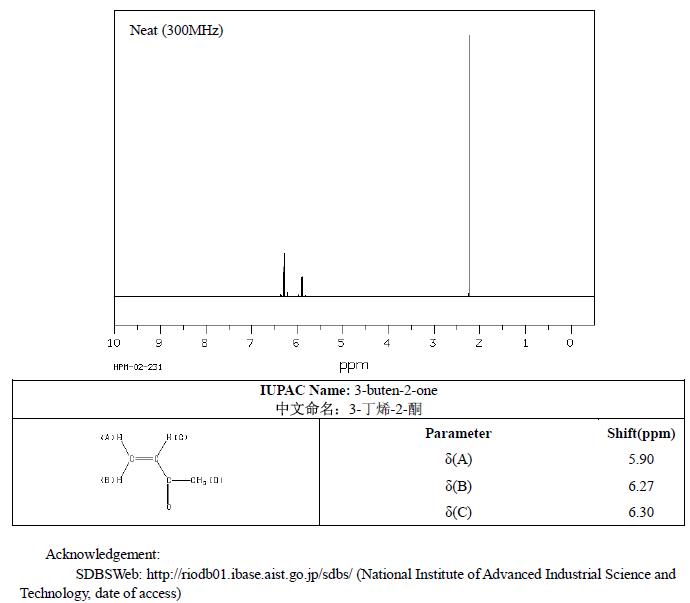 Neat (300MHz)
10 9 8 7 6 5 4 3 2 1 0
HPM-02-231
ppm
IUPAC Name: 3-buten-2-one
中文命名：3-丁烯-2-酮
(A)H H(C)
C C
(B)H C CH3(D)
O
Parameter Shift(ppm)
δ(A) 5.90
δ(B) 6.27
δ(C) 6.30
Acknowledgement:
SDBSWeb: http://riodb01.ibase.aist.go.jp/sdbs/ (National Institute of Advanced Industrial Science and
Technology, date of access)